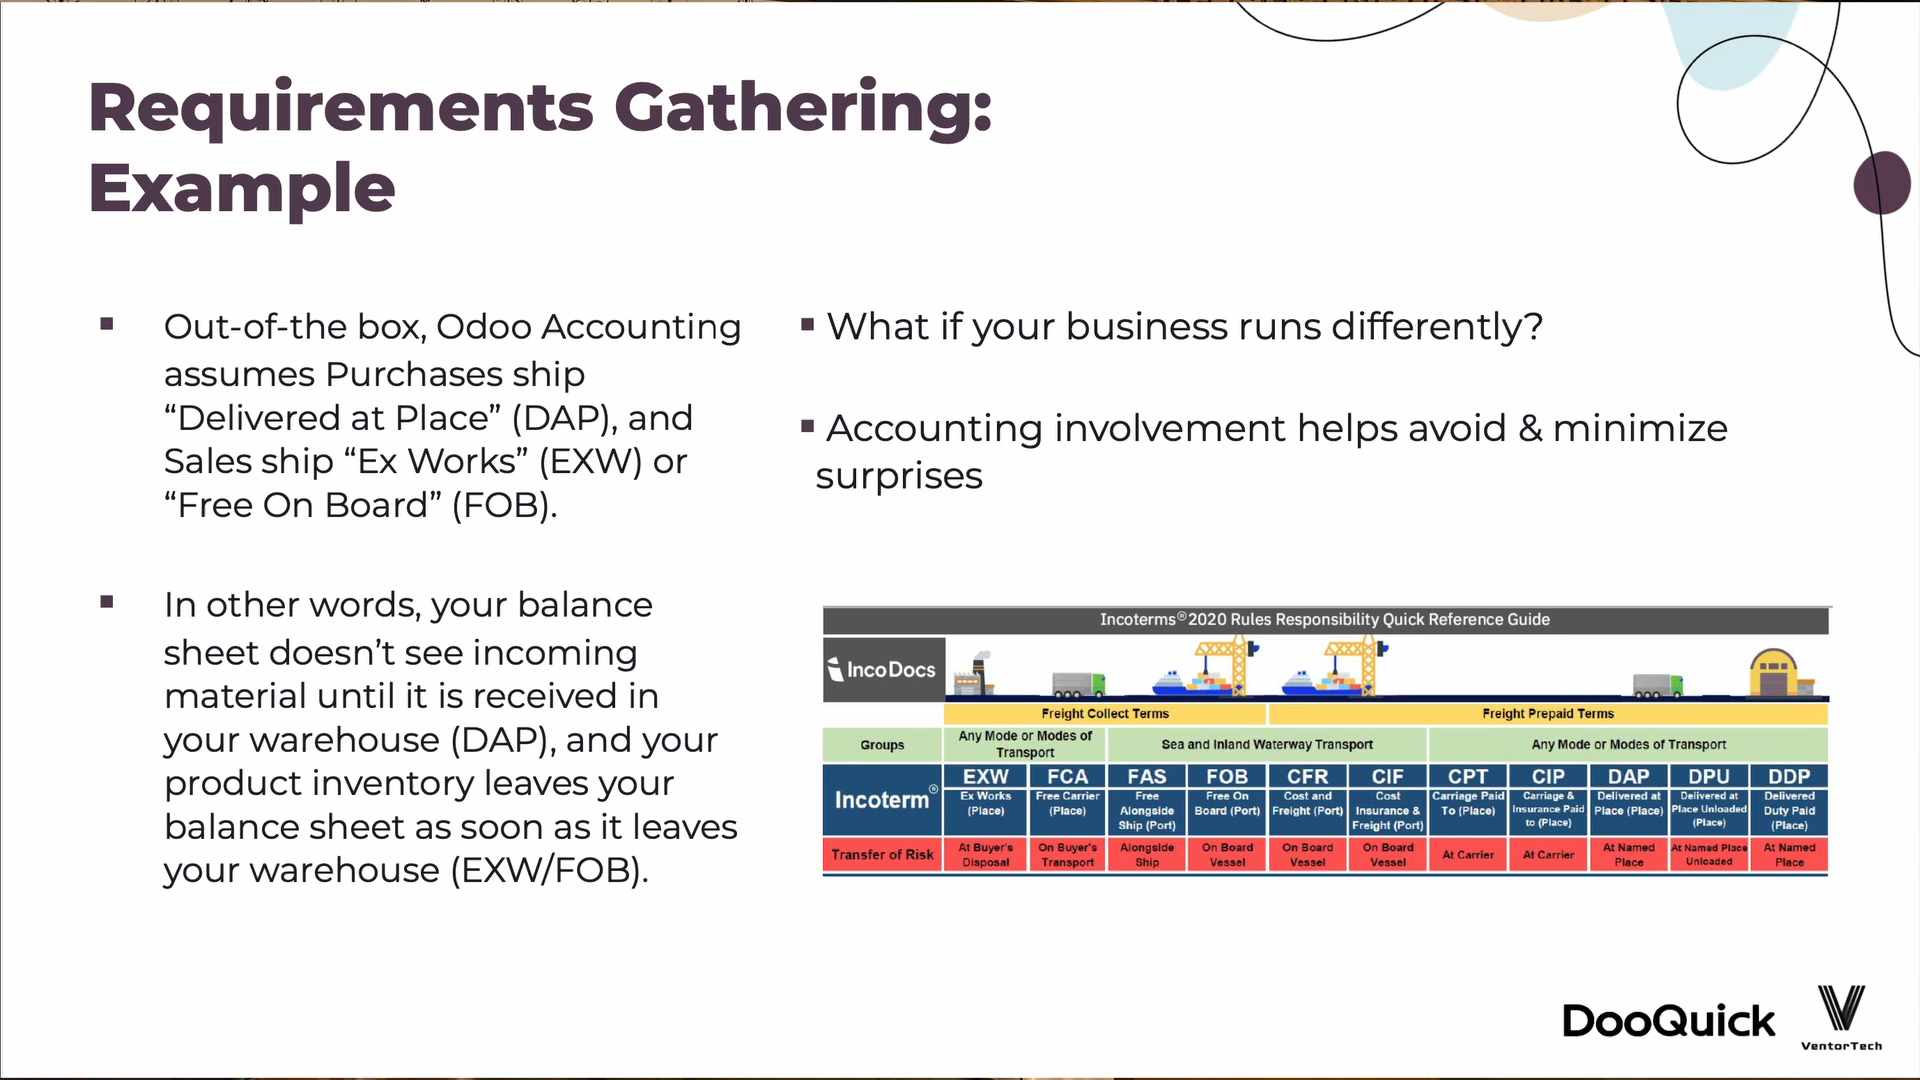 Requirements Gathering:
Example
▪ Out-of-the box, Odoo Accounting
assumes Purchases ship
“Delivered at Place” (DAP), and
Sales ship “Ex Works” (EXW) or
“Free On Board” (FOB).
▪ In other words, your balance
sheet doesn’t see incoming
material until it is received in
your warehouse (DAP), and your
product inventory leaves your
balance sheet as soon as it leaves
your warehouse (EXW/FOB).
▪ What if your business runs differently?
▪ Accounting involvement helps avoid & minimize
surprises
Incoterms®2020 Rules Responsibility Quick Reference Guide
IncoDocs
Freight Collect Terms Freight Prepaid Terms
Groups Any Mode or Modes of Transport Sea and Inland Waterway Transport Any Mode or Modes of Transport
Incoterm® EXW FCA FAS FOB CFR CIF CPT CIP DAP DPU DDP
Ex Works (Place) Free Carrier (Place) Free Alongside Ship (Port) Free On Board (Port) Cost and Freight (Port) Cost Insurance & Freight (Port) Carriage Paid To (Place) Carriage & Insurance Paid to (Place) Delivered at Place (Place) Delivered at Place Unloaded (Place) Delivered Duty Paid (Place)
Transfer of Risk At Buyer's Disposal On Buyer's Transport Alongside Ship On Board Vessel On Board Vessel On Board Vessel At Carrier At Carrier At Named Place At Named Place Unloaded At Named Place
DooQuick
VentorTech